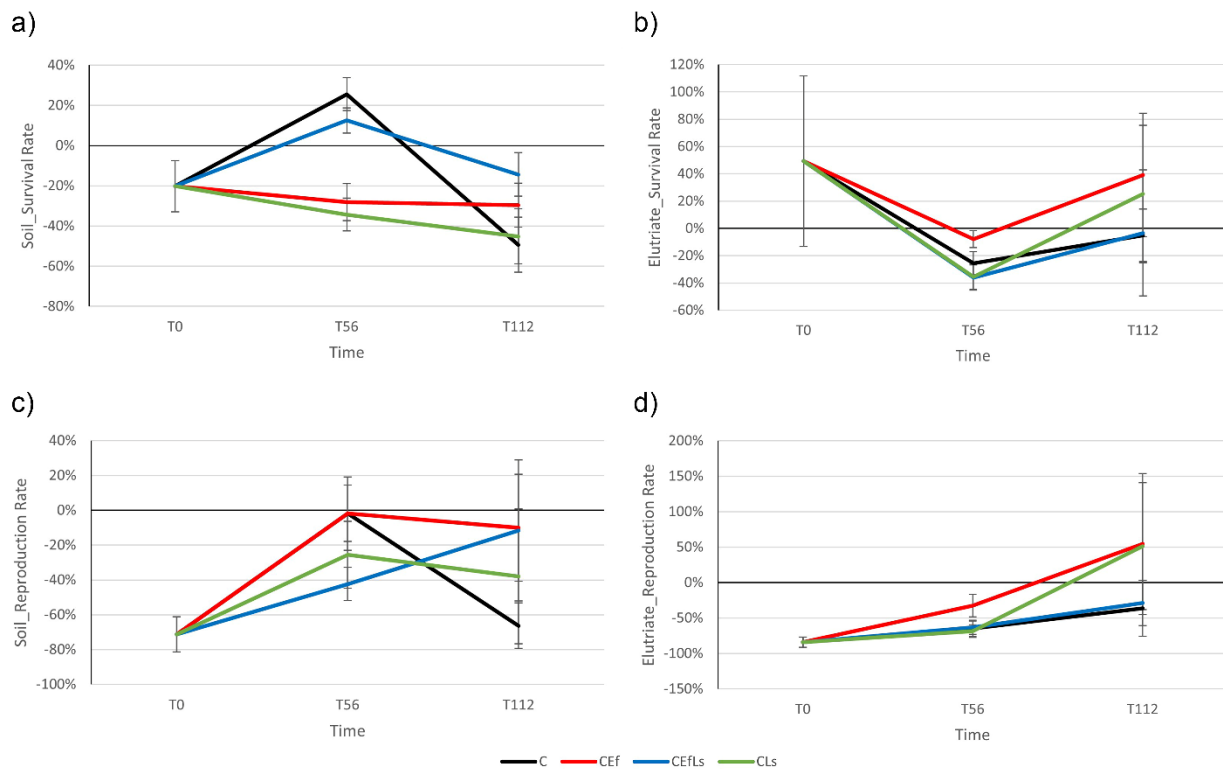 a)
40%
20%
0%
-20%
-40%
-60%
-80%
Soil_Survival Rate
T0 T56 T112
Time
b)
120%
100%
80%
60%
40%
20%
0%
-20%
-40%
-60%
Elutriate_Survival Rate
T0 T56 T112
Time
c)
40%
20%
0%
-20%
-40%
-60%
-80%
-100%
Soil_Reproduction Rate
T0 T56 T112
Time
d)
200%
150%
100%
50%
0%
-50%
-100%
-150%
Elutriate_Reproduction Rate
T0 T56 T112
Time
C CEf CEfLs CLs